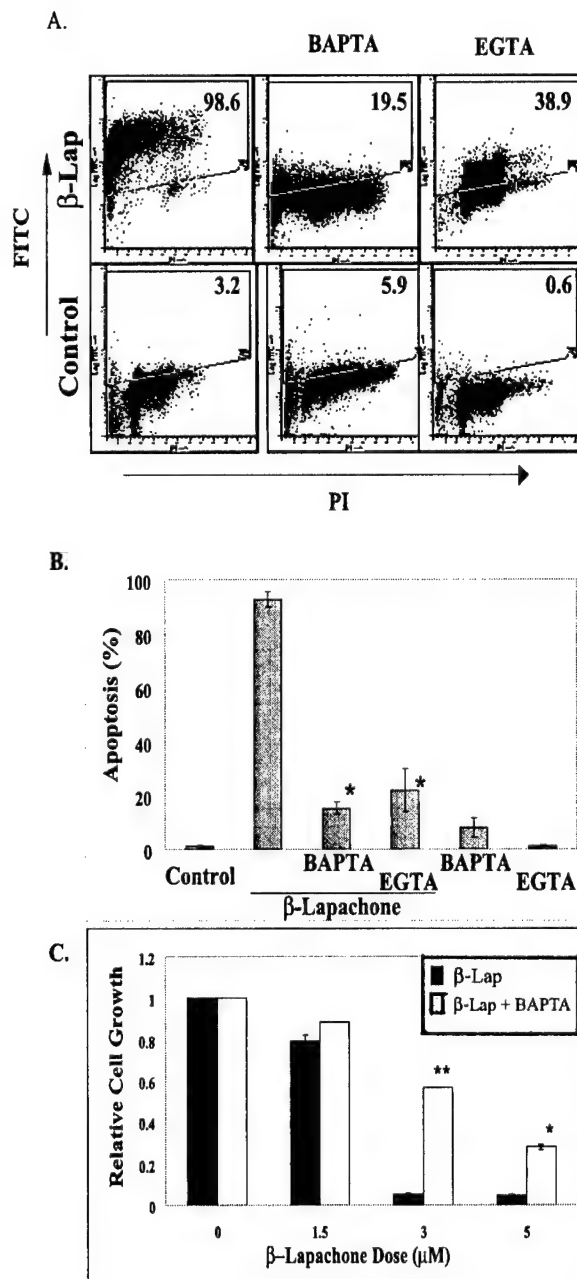 A.
BAPTA EGTA
98.6 19.5 38.9
β-Lap
FITC
3.2 5.9 0.6
Control
PI
B.
Apoptosis (%)
100
80
60
40
20
0
* *
Control BAPTA EGTA BAPTA EGTA
β-Lapachone
C.
β-Lap
β-Lap + BAPTA
Relative Cell Growth
1.2
1
0.8
0.6
0.4
0.2
0
** *
0 1.5 3 5
β–Lapachone Dose (μM)